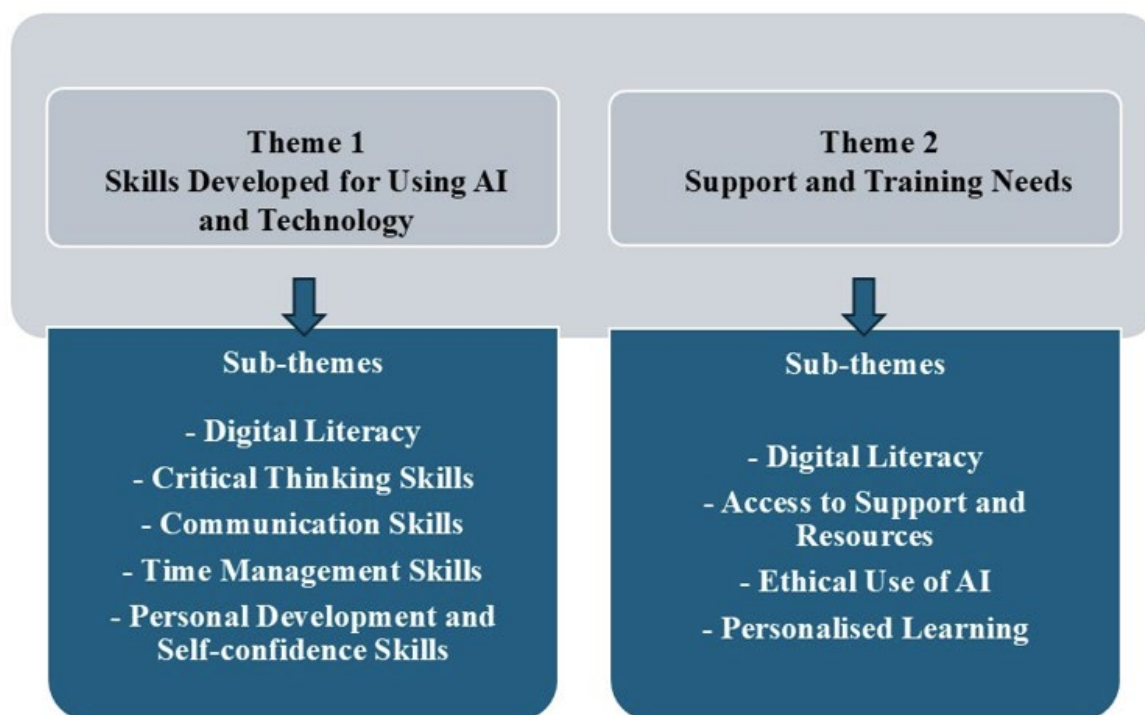 Theme 1
Skills Developed for Using AI
and Technology
Sub-themes
- Digital Literacy
- Critical Thinking Skills
- Communication Skills
- Time Management Skills
- Personal Development and
Self-confidence Skills
Theme 2
Support and Training Needs
Sub-themes
- Digital Literacy
- Access to Support and
Resources
- Ethical Use of AI
- Personalised Learning